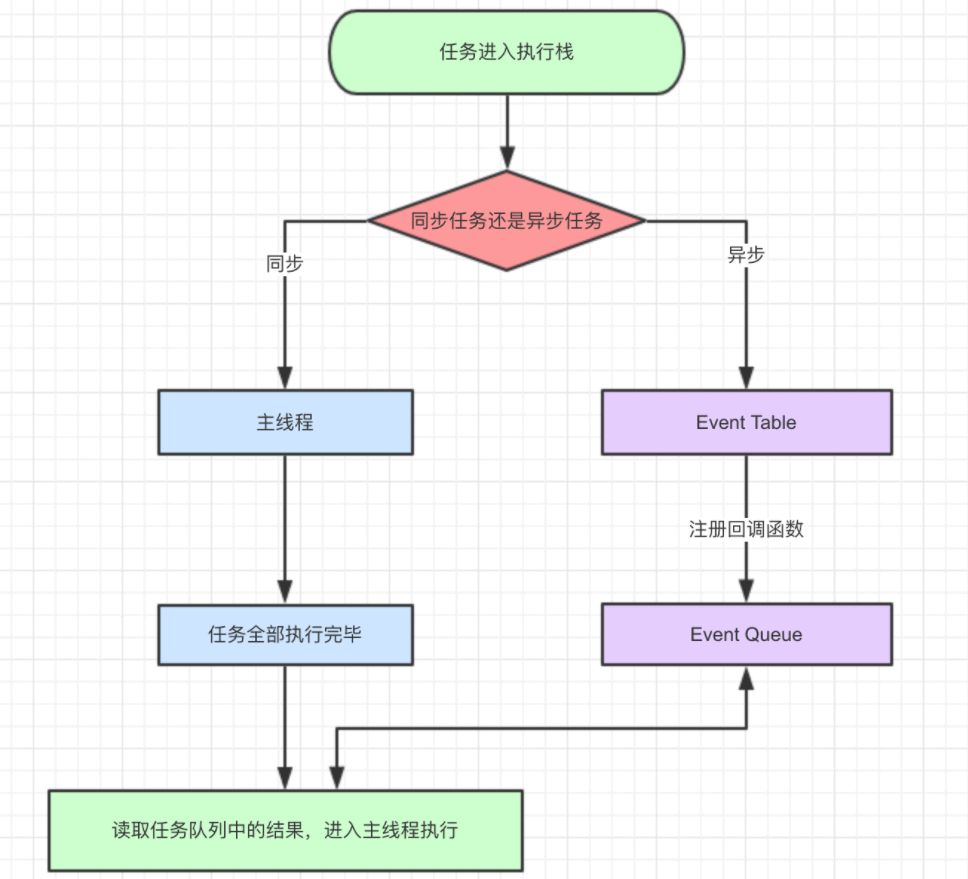 任务进入执行栈
同步任务还是异步任务
同步
异步
主线程
Event Table
注册回调函数
任务全部执行完毕
Event Queue
读取任务队列中的结果，进入主线程执行